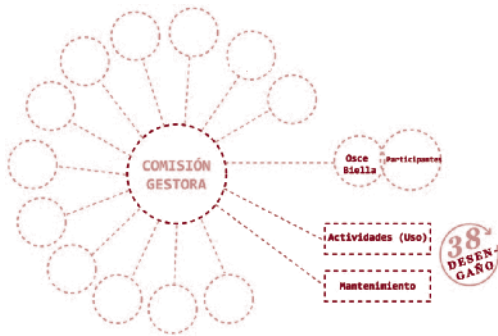 COMISIÓN
GESTORA
Osce
Biella
Participantes
Actividades (Uso)
Mantenimiento
38
DESEN-
GAÑO